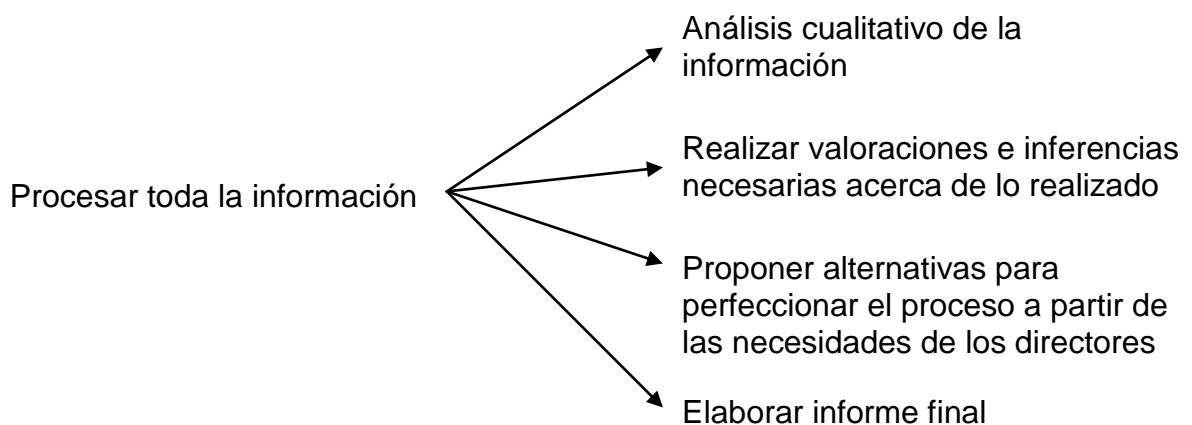 Análisis cualitativo de la
información
Realizar valoraciones e inferencias
necesarias acerca de lo realizado
Procesar toda la información
Proponer alternativas para
perfeccionar el proceso a partir de
las necesidades de los directores
Elaborar informe final